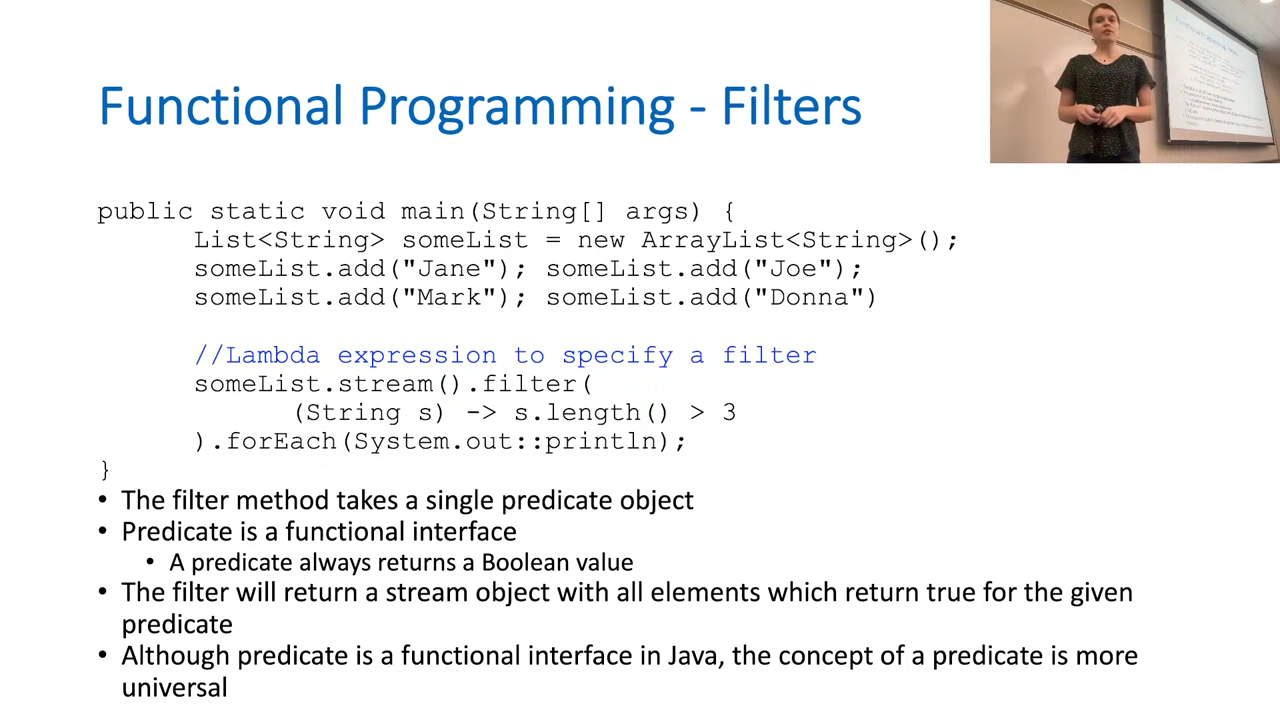 Functional Programming - Filters
public static void main(String[] args) {
List<String> someList = new ArrayList<String>();
someList.add("Jane"); someList.add("Joe");
someList.add("Mark"); someList.add("Donna")
//Lambda expression to specify a filter
someList.stream().filter(
(String s) -> s.length() > 3
).forEach(System.out::println);
}
• The filter method takes a single predicate object
• Predicate is a functional interface
• A predicate always returns a Boolean value
• The filter will return a stream object with all elements which return true for the given
predicate
• Although predicate is a functional interface in Java, the concept of a predicate is more
universal